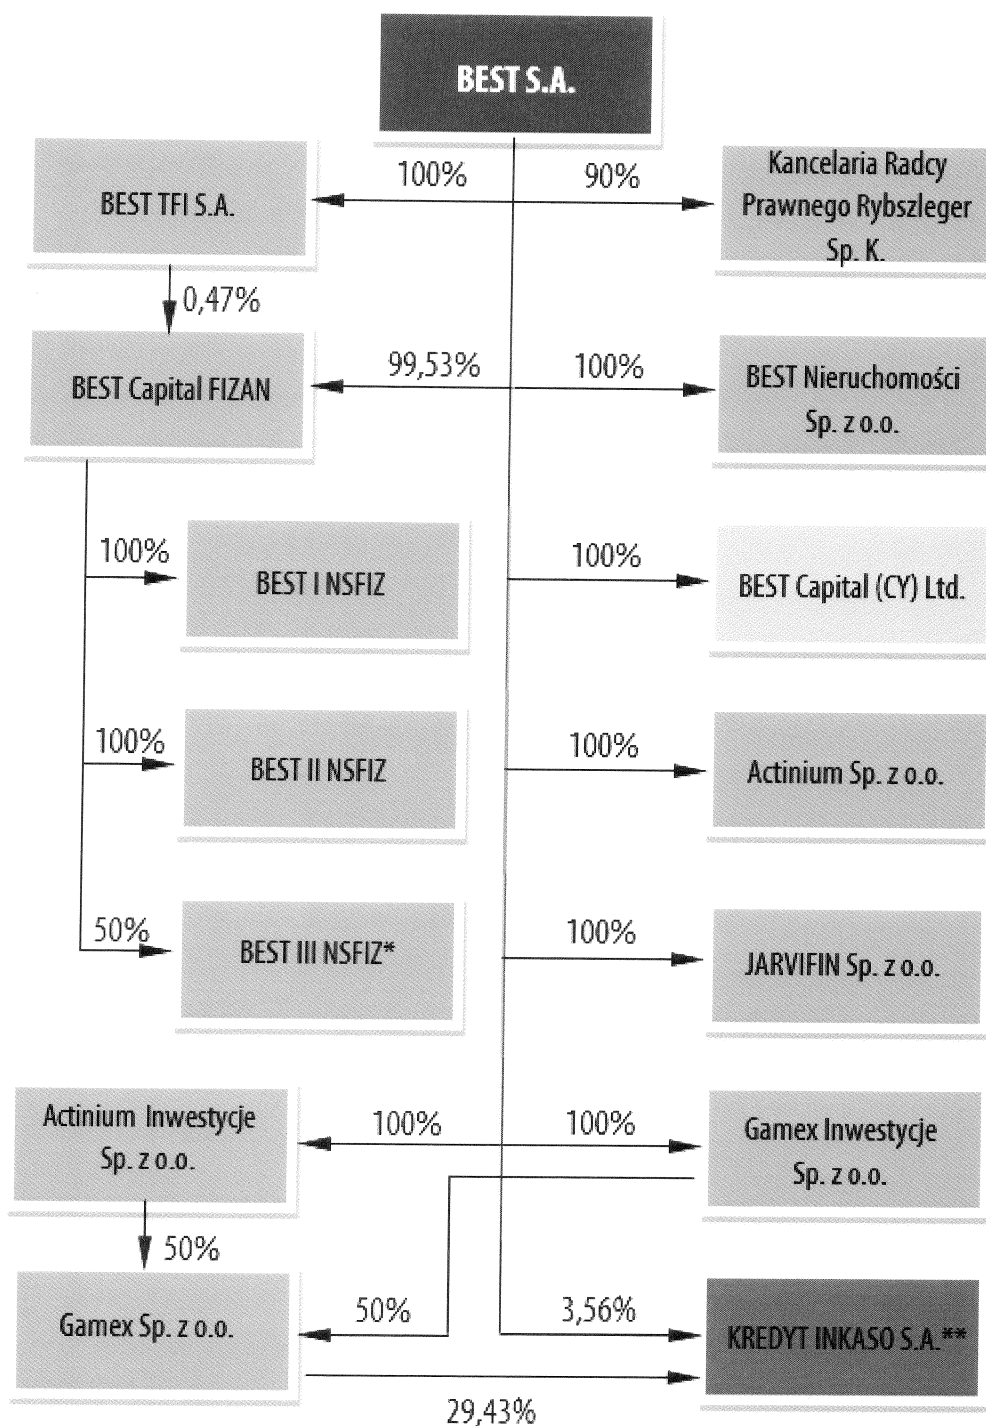 BEST S.A.
100%
90%
BEST TFI S.A.
Kancelaria Radcy
Prawnego Rybszleger
Sp. K.
0,47%
99,53%
100%
BEST Capital FIZAN
BEST Nieruchomości
Sp. z o.o.
100%
BEST I NSFIZ
100%
BEST Capital (CY) Ltd.
100%
BEST II NSFIZ
100%
Actinium Sp. z o.o.
50%
BEST III NSFIZ*
100%
JARVIFIN Sp. z o.o.
Actinium Inwestycje
Sp. z o.o.
100%
100%
Gamex Inwestycje
Sp. z o.o.
50%
Gamex Sp. z o.o.
50%
3,56%
KREDYT INKASO S.A.**
29,43%